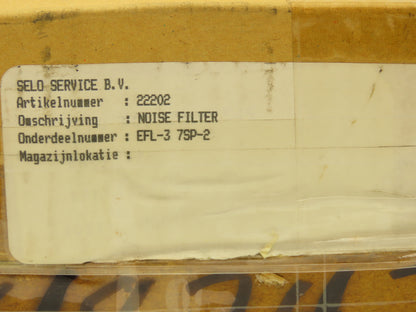 SELO SERVICE B.V.
Artikelnummer : 22202
Omschrijving : NOISE FILTER
Onderdeelnummer : EFL-3 7SP-2
Magazijnlokatie :